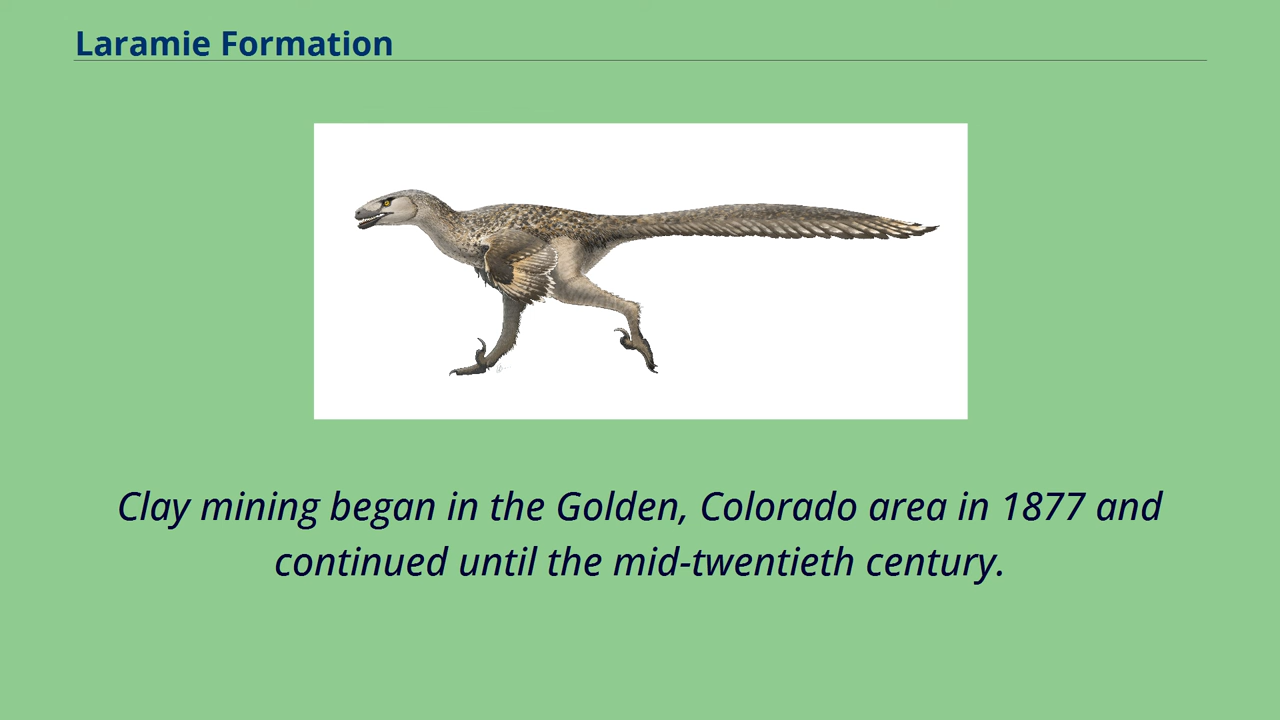 Laramie Formation
Clay mining began in the Golden, Colorado area in 1877 and
continued until the mid-twentieth century.